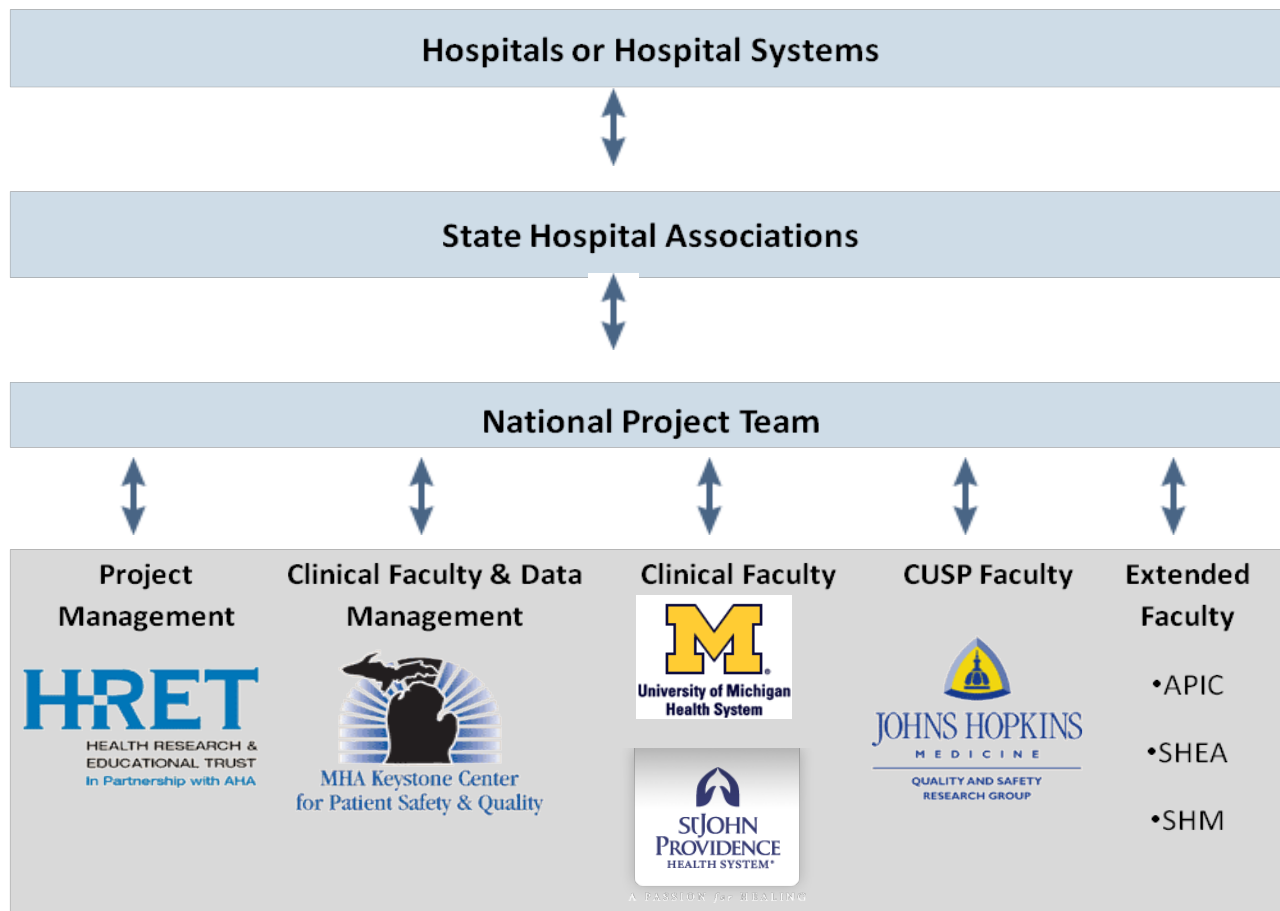 Hospitals or Hospital Systems
State Hospital Associations
National Project Team
Project
Management
HRET
HEALTH RESEARCH &
EDUCATIONAL TRUST
In Partnership with AHA
Clinical Faculty & Data
Management
MHA Keystone Center
for Patient Safety & Quality
Clinical Faculty
M
University of Michigan
Health System
ST JOHN
PROVIDENCE
HEALTH SYSTEM
A PASSION for HEALING
CUSP Faculty
JOHNS HOPKINS
MEDICINE
QUALITY AND SAFETY
RESEARCH GROUP
Extended
Faculty
•APIC
•SHEA
•SHM